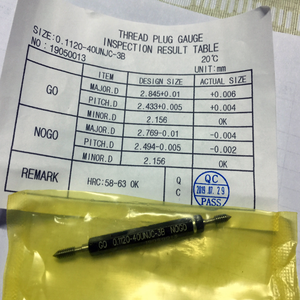 THREAD PLUG GAUGE
INSPECTION RESULT TABLE
SIZE:0.1120-40UNJC-3B
NO:19050013
20℃
UNIT:mm
ITEM DESIGN SIZE ACTUAL SIZE
GO
MAJOR.D 2.845±0.01 +0.006
PITCH.D 2.433±0.005 +0.004
MINOR.D 2.156 OK
NOGO
MAJOR.D 2.769-0.01 -0.004
PITCH.D 2.494-0.005 -0.002
MINOR.D 2.156 OK
REMARK HRC:58-63 OK
Q
C
QC
2019.07.29
PASS
GO 0.1120-40UNJC-3B NOGO